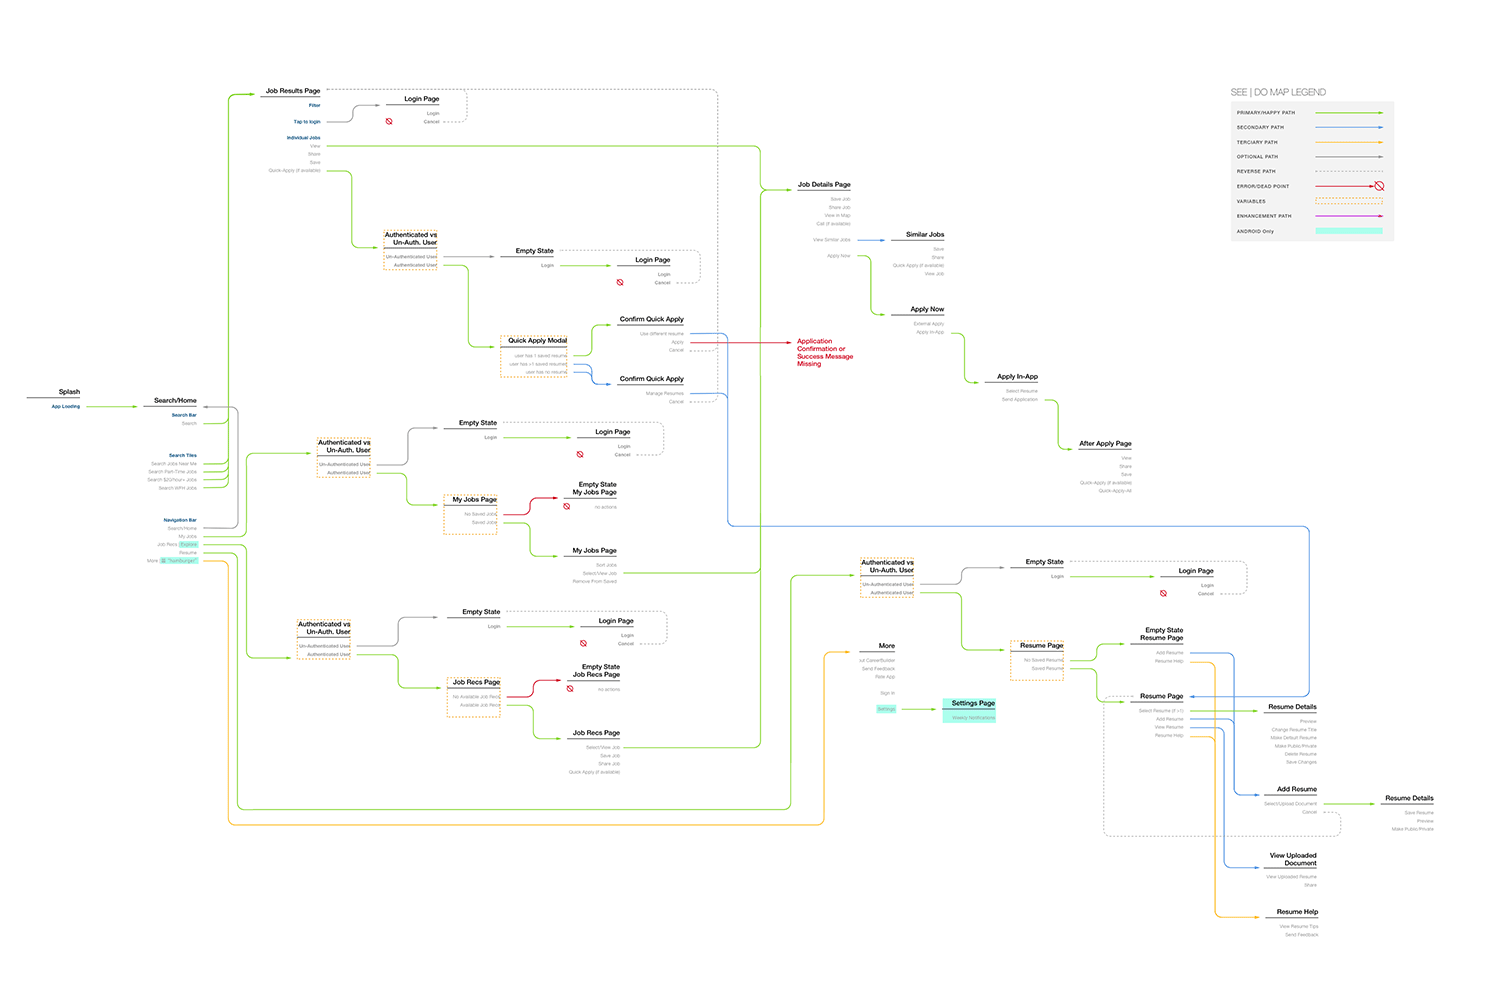 SEE | DO MAP LEGEND
PRIMARY/HAPPY PATH
SECONDARY PATH
TERCIARY PATH
OPTIONAL PATH
REVERSE PATH
ERROR/DEAD POINT
VARIABLES
ENHANCEMENT PATH
ANDROID Only
Splash
App Loading
Search/Home
Search Bar
Search
Search Tiles
Search Jobs Near Me
Search Part-Time Jobs
Search $20/hour+ Jobs
Search WFH Jobs
Navigation Bar
Search/Home
My Jobs
Job Recs Explore
Resume
More "hamburger"
Job Results Page
Filter
Tap to login
Individual Jobs
View
Share
Save
Quick-Apply (if available)
Login Page
Login
Cancel
Authenticated vs
Un-Auth. User
Un-Authenticated User
Authenticated User
Empty State
Login
Login Page
Login
Cancel
Quick Apply Modal
user has 1 saved resume
user has >1 saved resume
user has no resume
Confirm Quick Apply
Use different resume
Apply
Cancel
Confirm Quick Apply
Manage Resumes
Cancel
Application
Confirmation or
Success Message
Missing
Job Details Page
Save Job
Share Job
View in Map
Call (if available)
View Similar Jobs
Apply Now
Similar Jobs
Save
Share
Quick Apply (if available)
View Job
Apply Now
External Apply
Apply In-App
Apply In-App
Select Resume
Send Application
After Apply Page
View
Share
Save
Quick-Apply (if available)
Quick-Apply-All
Authenticated vs
Un-Auth. User
Un-Authenticated User
Authenticated User
Empty State
Login
Login Page
Login
Cancel
My Jobs Page
No Saved Jobs
Saved Jobs
Empty State
My Jobs Page
no actions
My Jobs Page
Sort Jobs
Select/View Job
Remove From Saved
Authenticated vs
Un-Auth. User
Un-Authenticated User
Authenticated User
Empty State
Login
Login Page
Login
Cancel
Job Recs Page
No Available Job Recs
Available Job Recs
Empty State
Job Recs Page
No actions
Job Recs Page
Select/View Job
Save Job
Share Job
Quick Apply (if available)
Authenticated vs
Un-Auth. User
Un-Authenticated User
Authenticated User
Empty State
Login
Login Page
Login
Cancel
More
out CareerBuilder
Send Feedback
Rate App
Sign In
Settings
Settings Page
Weekly Notifications
Resume Page
No Saved Resume
Saved Resume
Empty State
Resume Page
Add Resume
Resume Help
Resume Page
Select Resume (if >1)
Add Resume
View Resume
Resume Help
Resume Details
Preview
Change Resume Title
Make Default Resume
Make Public/Private
Delete Resume
Save Changes
Add Resume
Select/Upload Document
Cancel
Resume Details
Save Resume
Preview
Make Public/Private
View Uploaded
Document
View Uploaded Resume
Share
Resume Help
View Resume Tips
Send Feedback